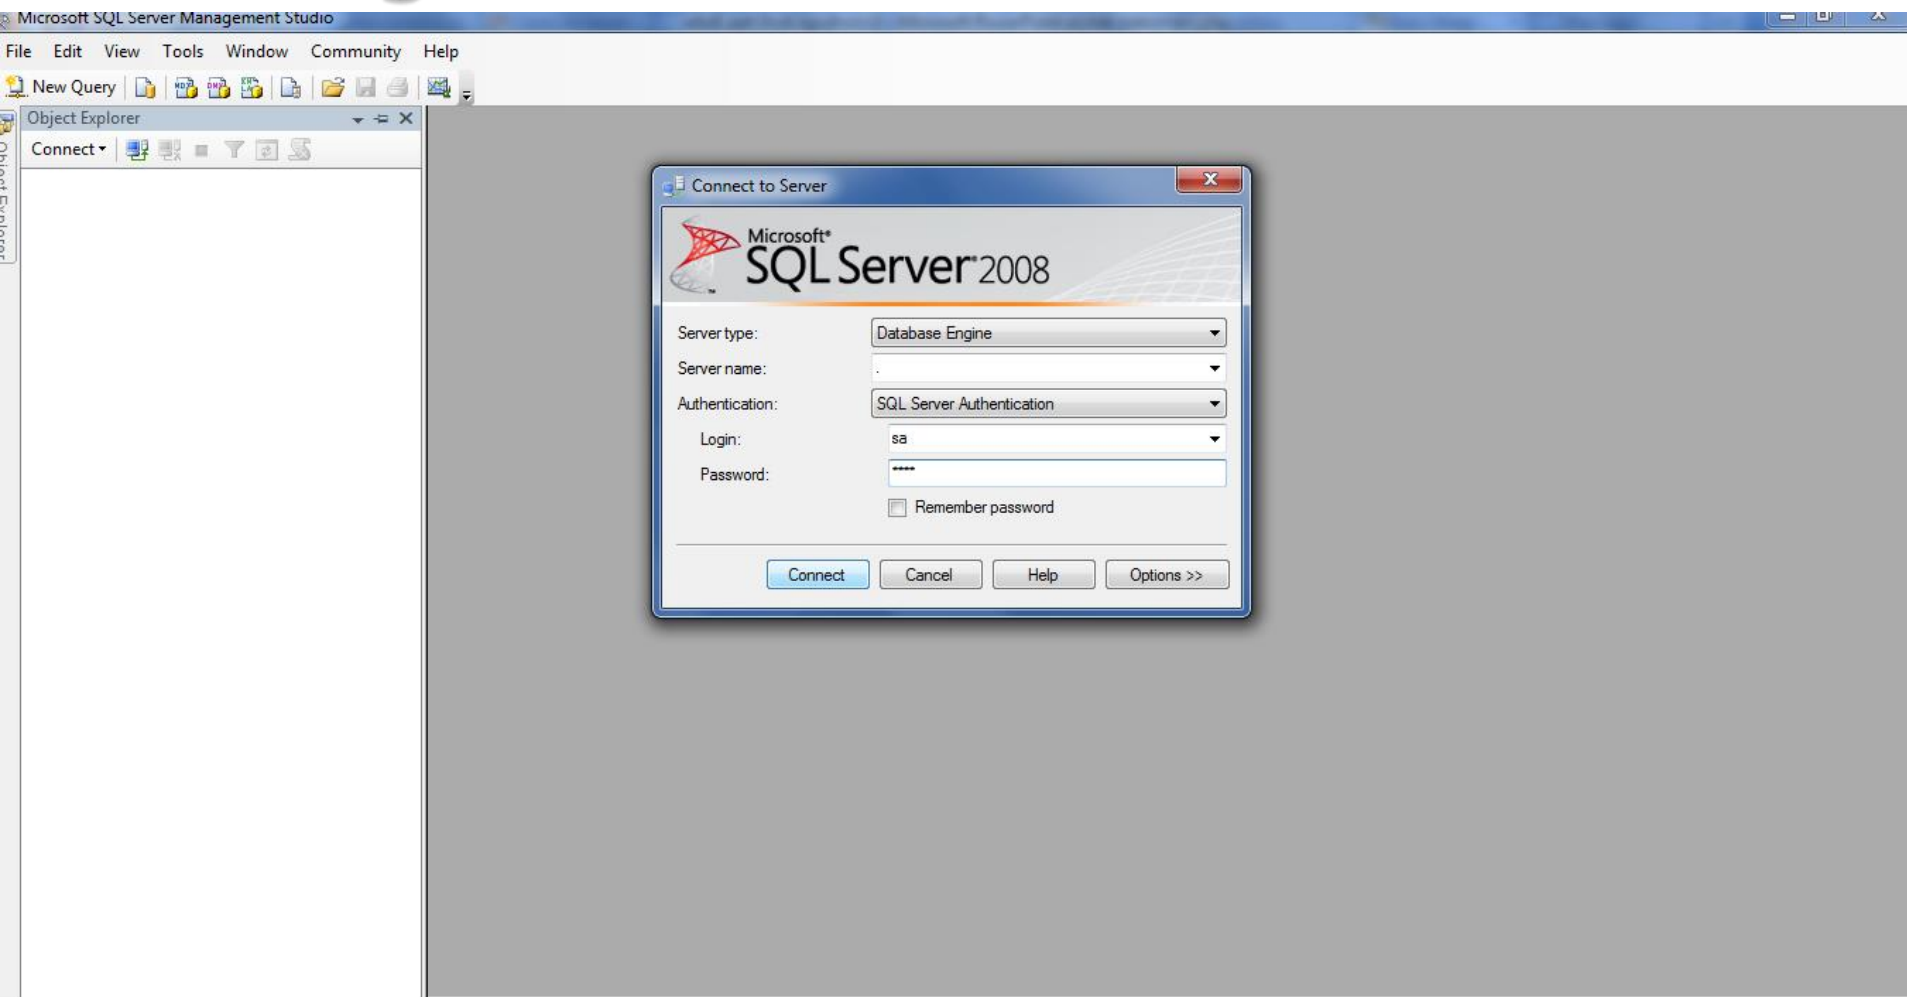 Microsoft SQL Server Management Studio
File Edit View Tools Window Community Help
New Query
Object Explorer
Connect
Object Explorer
Connect to Server
Microsoft®
SQL Server® 2008
Server type: Database Engine
Server name: .
Authentication: SQL Server Authentication
Login: sa
Password: ****
Remember password
Connect Cancel Help Options >>